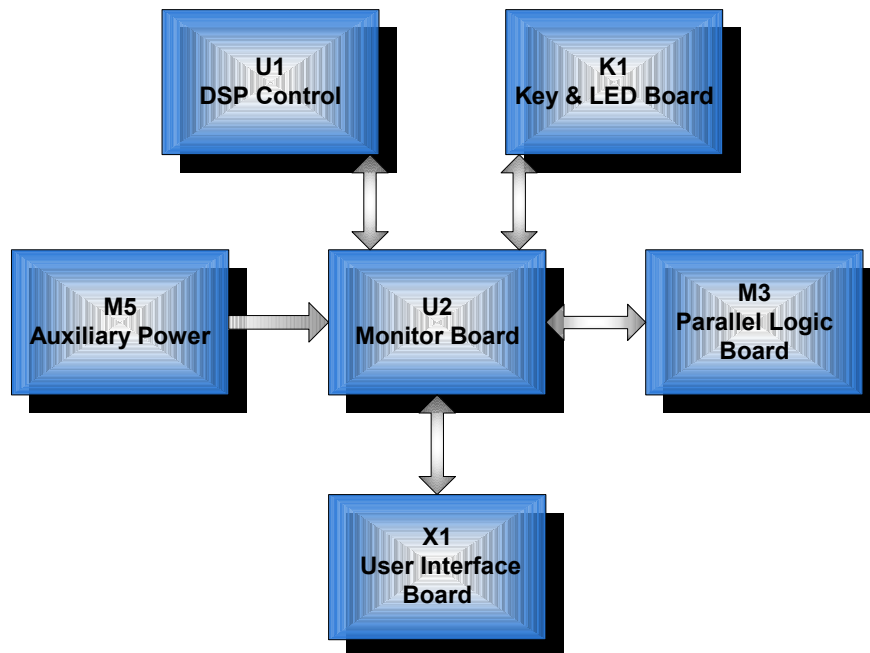 U1
DSP Control
K1
Key & LED Board
M5
Auxiliary Power
U2
Monitor Board
M3
Parallel Logic
Board
X1
User Interface
Board